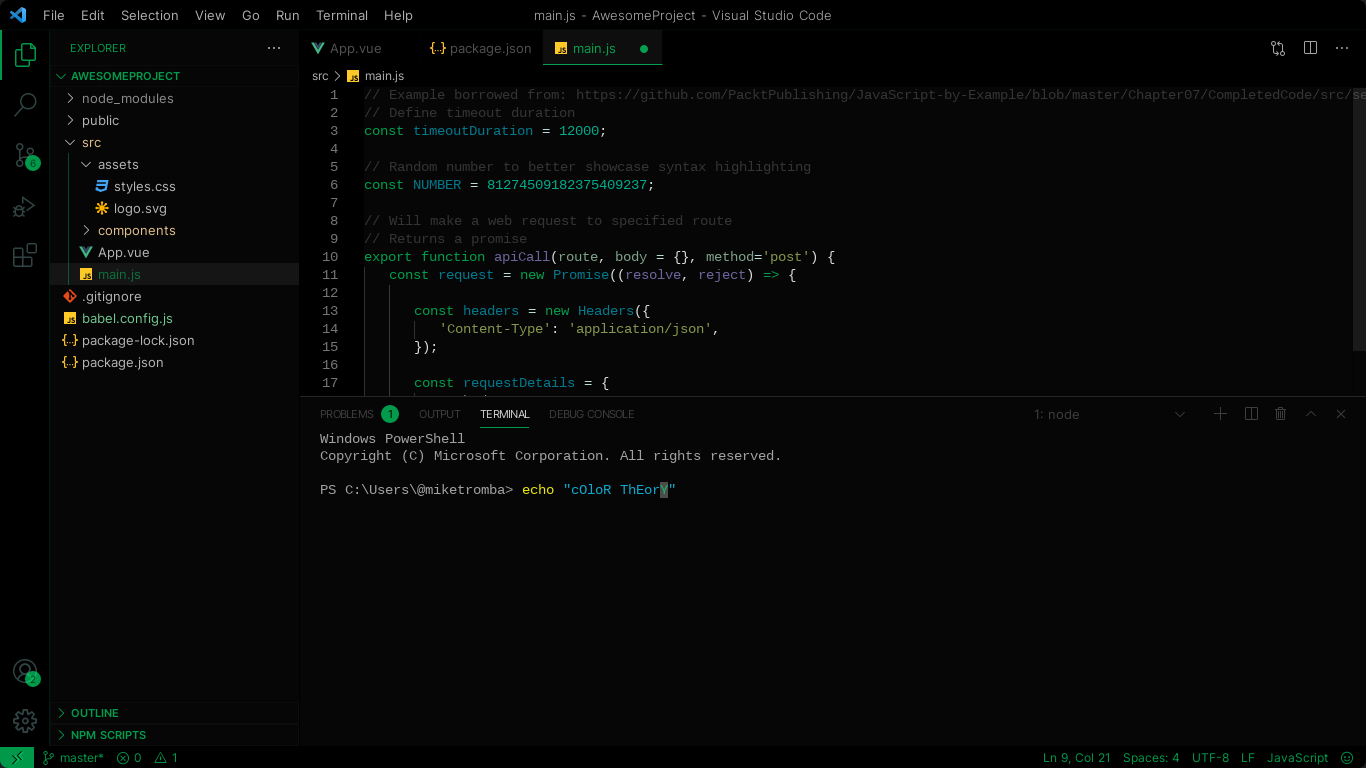 File Edit Selection View Go Run Terminal Help
main.js - AwesomeProject - Visual Studio Code
EXPLORER
AWESOMEPROJECT
node_modules
public
src
assets
styles.css
logo.svg
components
App.vue
main.js
.gitignore
babel.config.js
package-lock.json
package.json
OUTLINE
NPM SCRIPTS
6
2
App.vue {..} package.json JS main.js
src > JS main.js
1 // Example borrowed from: https://github.com/PacktPublishing/JavaScript-by-Example/blob/master/Chapter07/CompletedCode/src/se
2 // Define timeout duration
3 const timeoutDuration = 12000;
4
5 // Random number to better showcase syntax highlighting
6 const NUMBER = 81274509182375409237;
7
8 // Will make a web request to specified route
9 // Returns a promise
10 export function apiCall(route, body = {}, method='post') {
11 const request = new Promise((resolve, reject) => {
12
13 const headers = new Headers({
14 'Content-Type': 'application/json',
15 });
16
17 const requestDetails = {
PROBLEMS 1 OUTPUT TERMINAL DEBUG CONSOLE 1: node
Windows PowerShell
Copyright (C) Microsoft Corporation. All rights reserved.
PS C:\Users\@miketromba> echo "cOloR ThEorY"
master* 0 1 Ln 9, Col 21 Spaces: 4 UTF-8 LF JavaScript